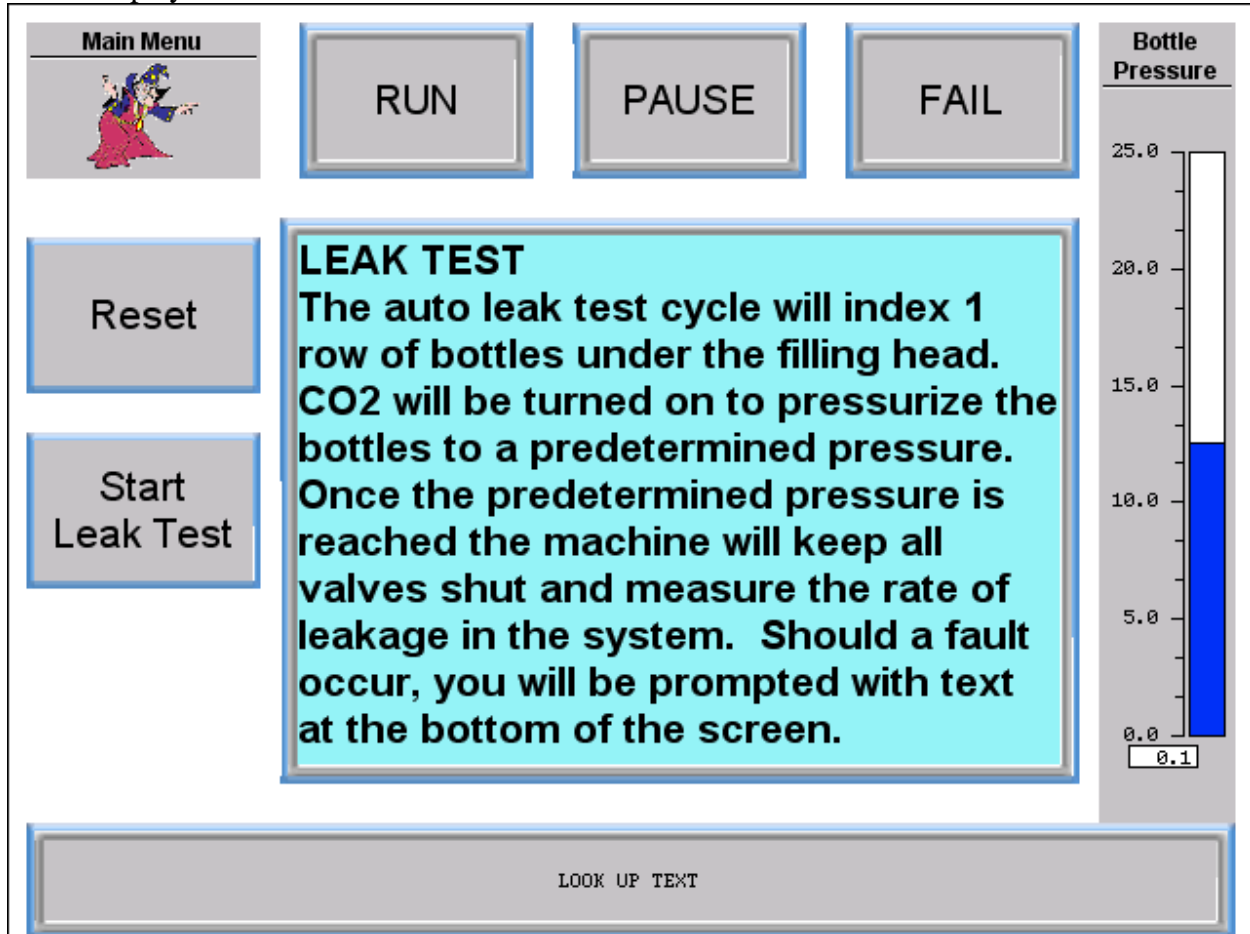 Main Menu
RUN
PAUSE
FAIL
Bottle
Pressure
Reset
Start
Leak Test
LEAK TEST
The auto leak test cycle will index 1
row of bottles under the filling head.
CO2 will be turned on to pressurize the
bottles to a predetermined pressure.
Once the predetermined pressure is
reached the machine will keep all
valves shut and measure the rate of
leakage in the system.  Should a fault
occur, you will be prompted with text
at the bottom of the screen.
25.0
20.0
15.0
10.0
5.0
0.0
0.1
LOOK UP TEXT